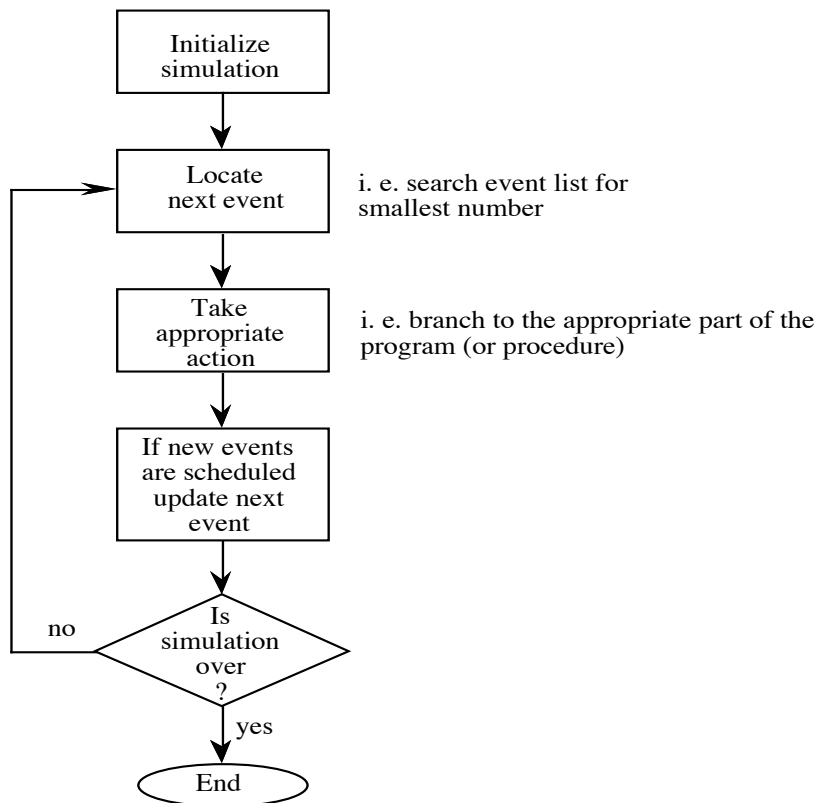 Initialize
simulation
Locate
next event
i. e. search event list for
smallest number
Take
appropriate
action
i. e. branch to the appropriate part of the
program (or procedure)
If new events
are scheduled
update next
event
Is
simulation
over
?
no
yes
End